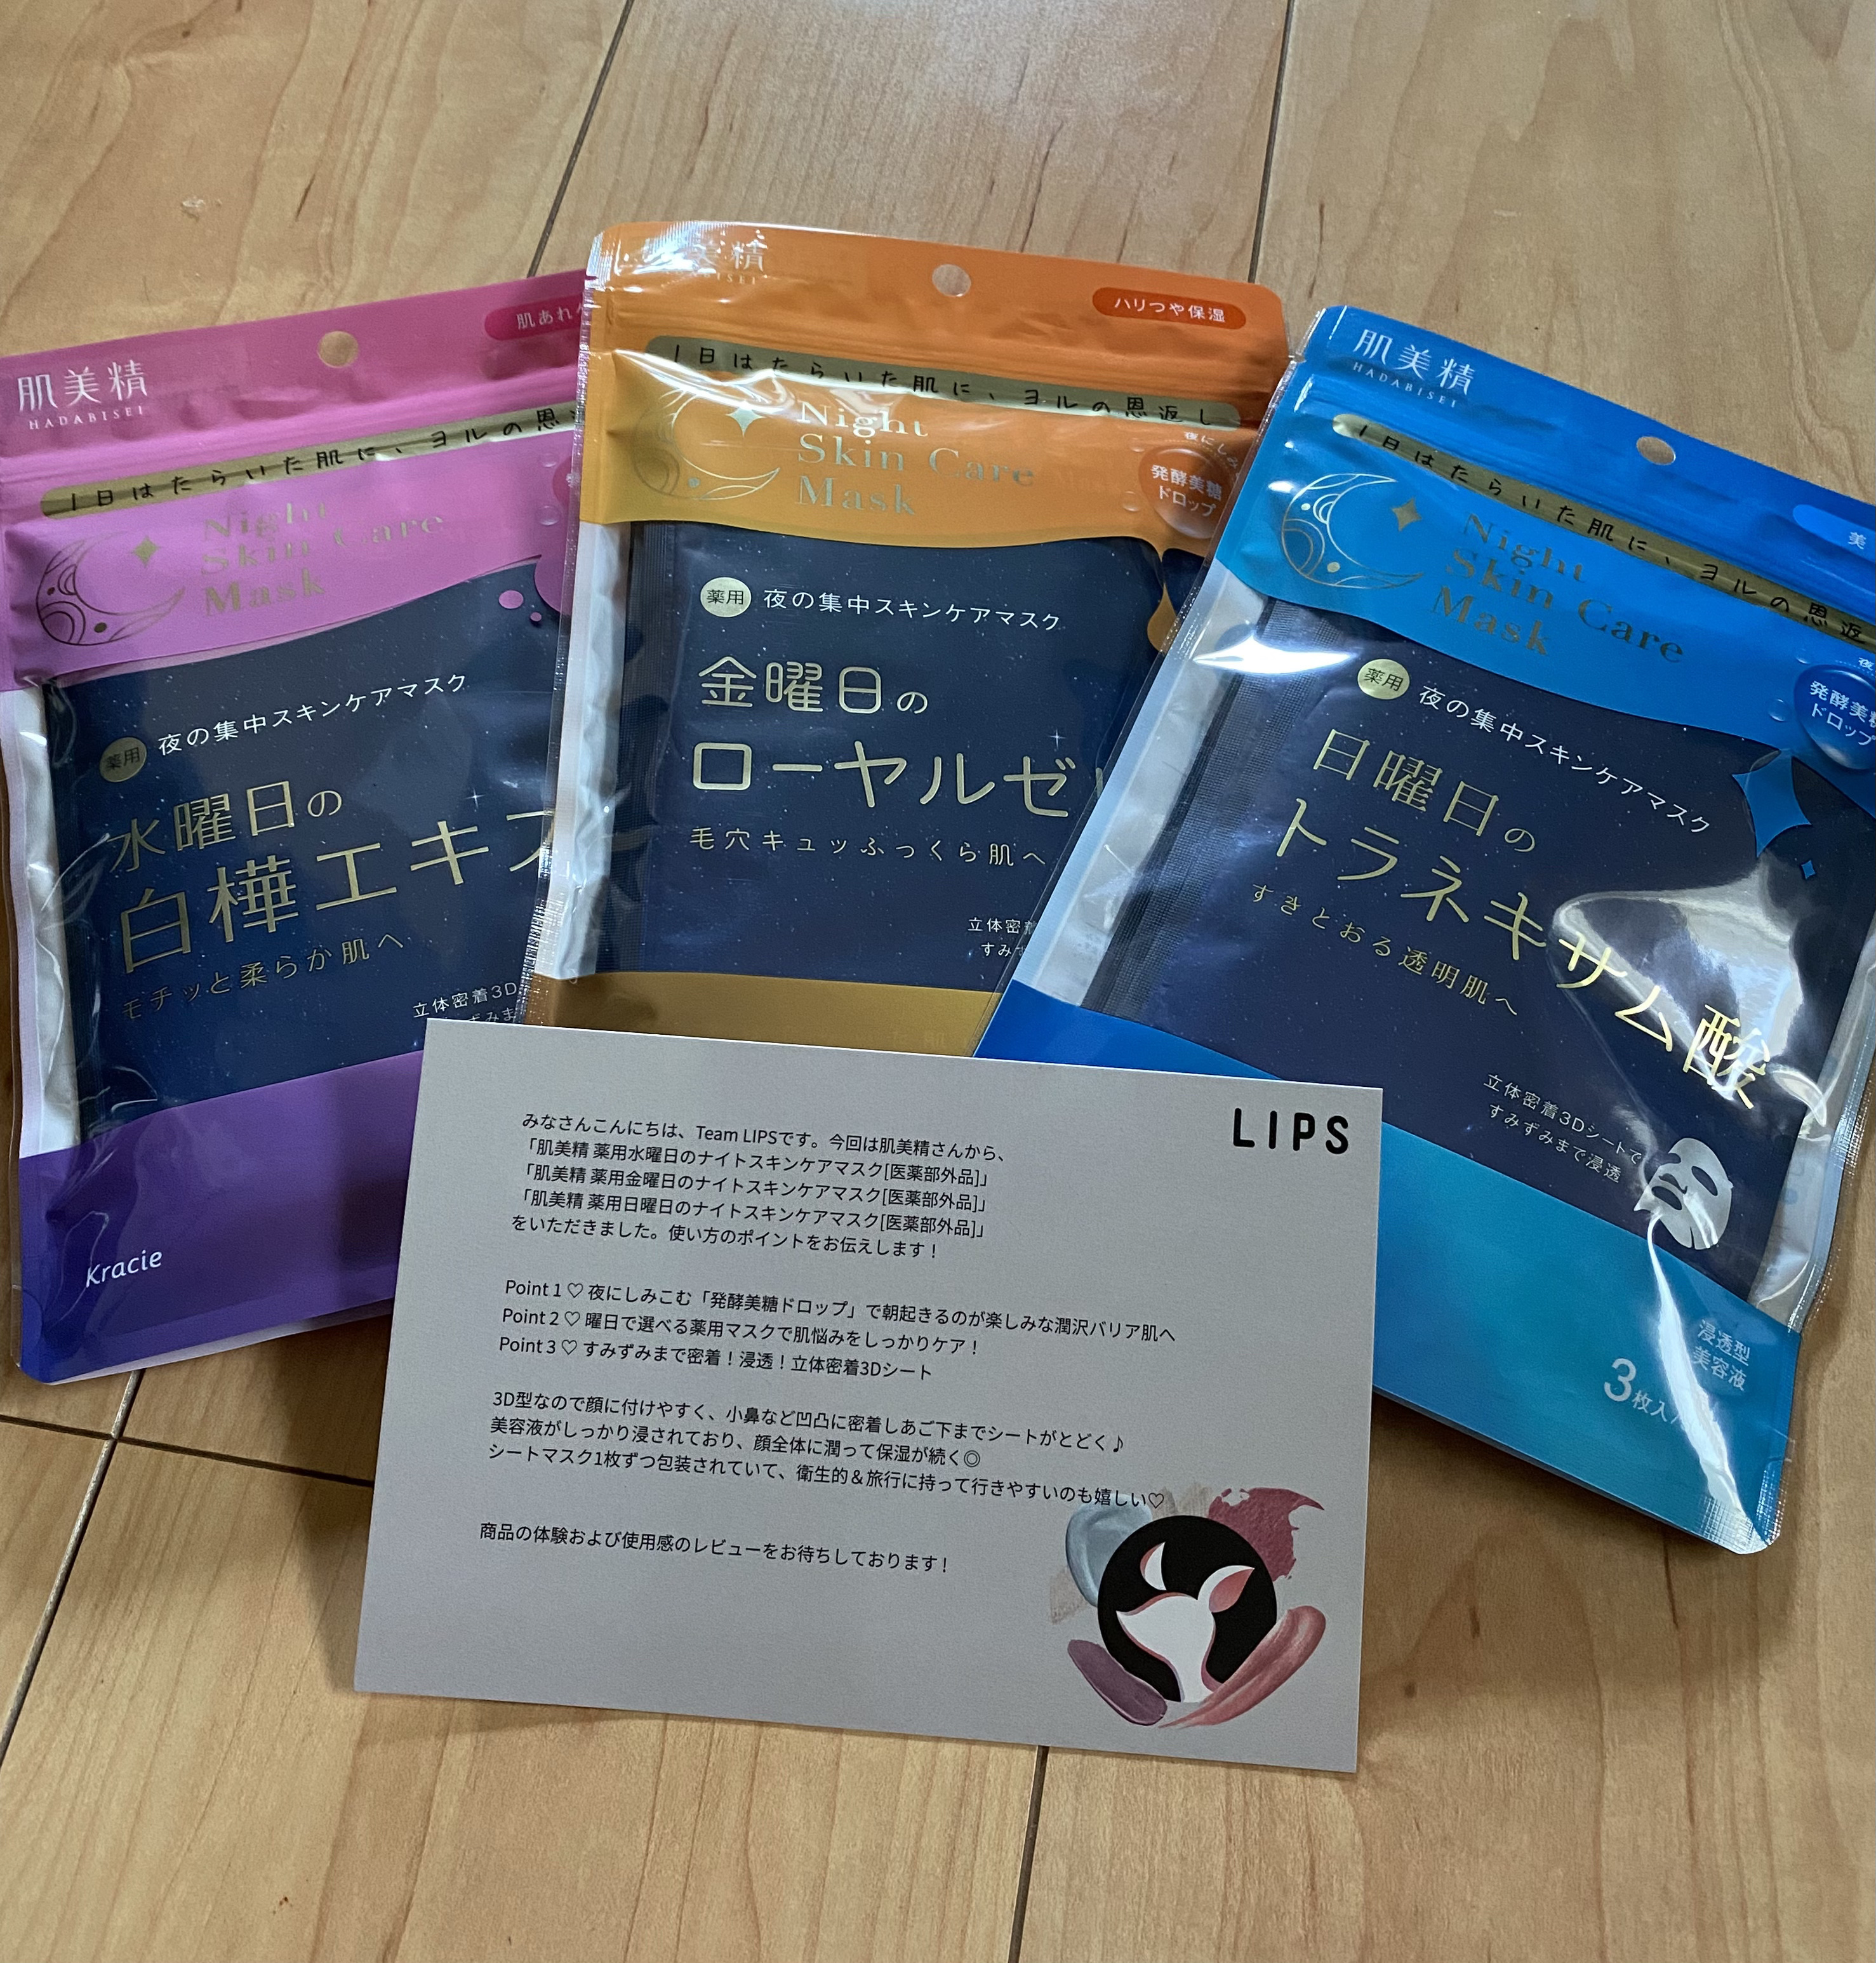 肌美精
HADABISEI
肌あれ
1日はたらいた肌に、ヨルの恩
Night
Skin Care
Mask
薬用 夜の集中スキンケアマスク
水曜日の
白樺エキス
モチッと柔らか肌へ
立体密着3D
Kracie
肌美精
ハリつや保湿
1日はたらいた肌に、ヨルの恩返し
Night
Skin Care
Mask
夜にしみ
発酵美糖
ドロップ
薬用 夜の集中スキンケアマスク
金曜日の
ローヤルゼリ
毛穴キュッふっくら肌へ
立体密着
すみず
肌美精
HADABISEI
美
1日はたらいた肌に、ヨルの恩返
Night
Skin Care
Mask
発酵美糖
ドロップ
薬用 夜の集中スキンケアマスク
日曜日の
トラネキサム酸
すきとおる透明肌へ
立体密着3Dシートで
すみずみまで浸透
浸透型
美容液
3枚入
LIPS
みなさんこんにちは、Team LIPSです。今回は肌美精さんから、
「肌美精 薬用水曜日のナイトスキンケアマスク[医薬部外品]」
「肌美精 薬用金曜日のナイトスキンケアマスク[医薬部外品]」
「肌美精 薬用日曜日のナイトスキンケアマスク[医薬部外品]」
をいただきました。使い方のポイントをお伝えします！
Point 1 ♡ 夜にしみこむ「発酵美糖ドロップ」で朝起きるのが楽しみな潤沢バリア肌へ
Point 2 ♡ 曜日で選べる薬用マスクで肌悩みをしっかりケア！
Point 3 ♡ すみずみまで密着！浸透！立体密着3Dシート
3D型なので顔に付けやすく、小鼻など凹凸に密着しあご下までシートがとどく♪
美容液がしっかり浸されており、顔全体に潤って保湿が続く◎
シートマスク1枚ずつ包装されていて、衛生的＆旅行に持って行きやすいのも嬉しい♡
商品の体験および使用感のレビューをお待ちしております！